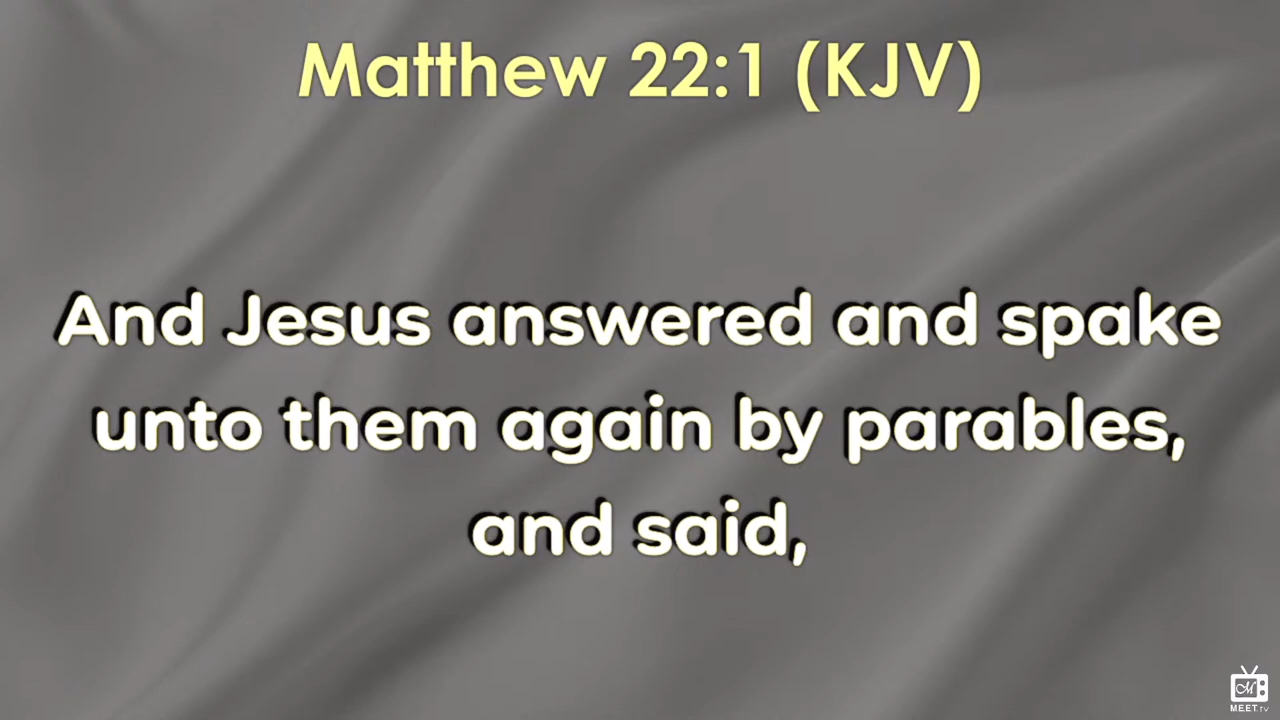 Matthew 22:1 (KJV)
And Jesus answered and spake
unto them again by parables,
and said,
M
MEET.TV